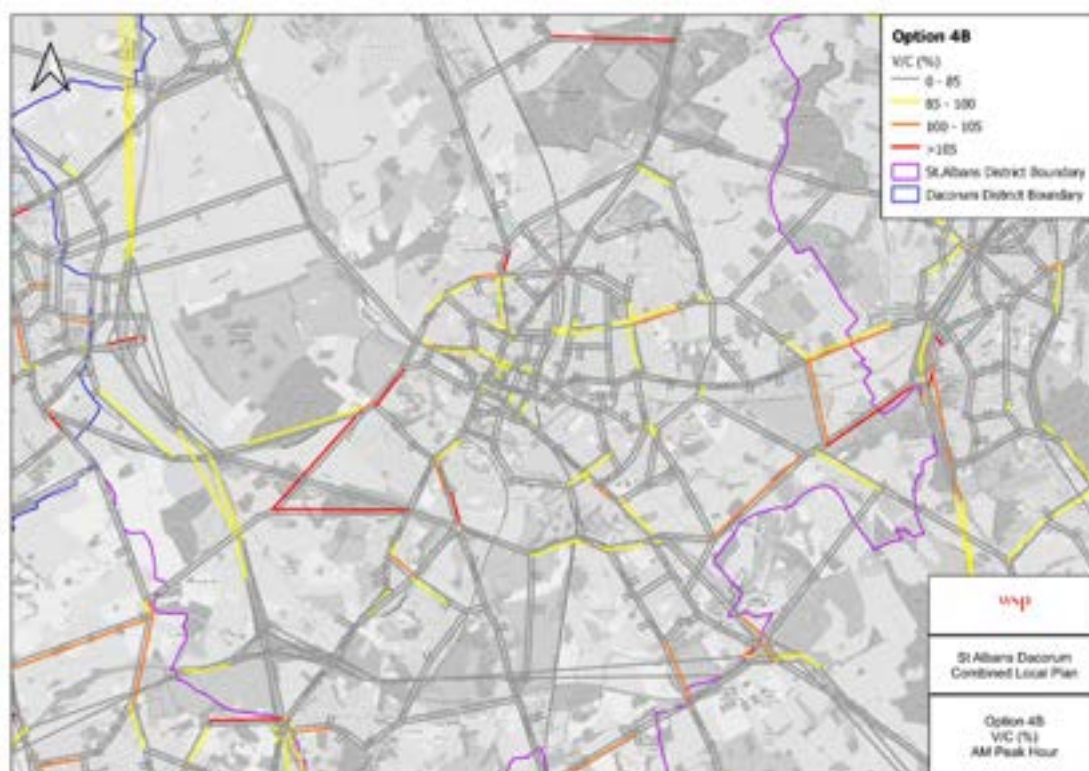 Option 4B
V/C (%)
0 - 85
85 - 100
100 - 105
>105
St.Albans District Boundary
Dacorum District Boundary
wsp
St Albans Dacorum
Combined Local Plan
Option 4B
V/C (%)
AM Peak Hour